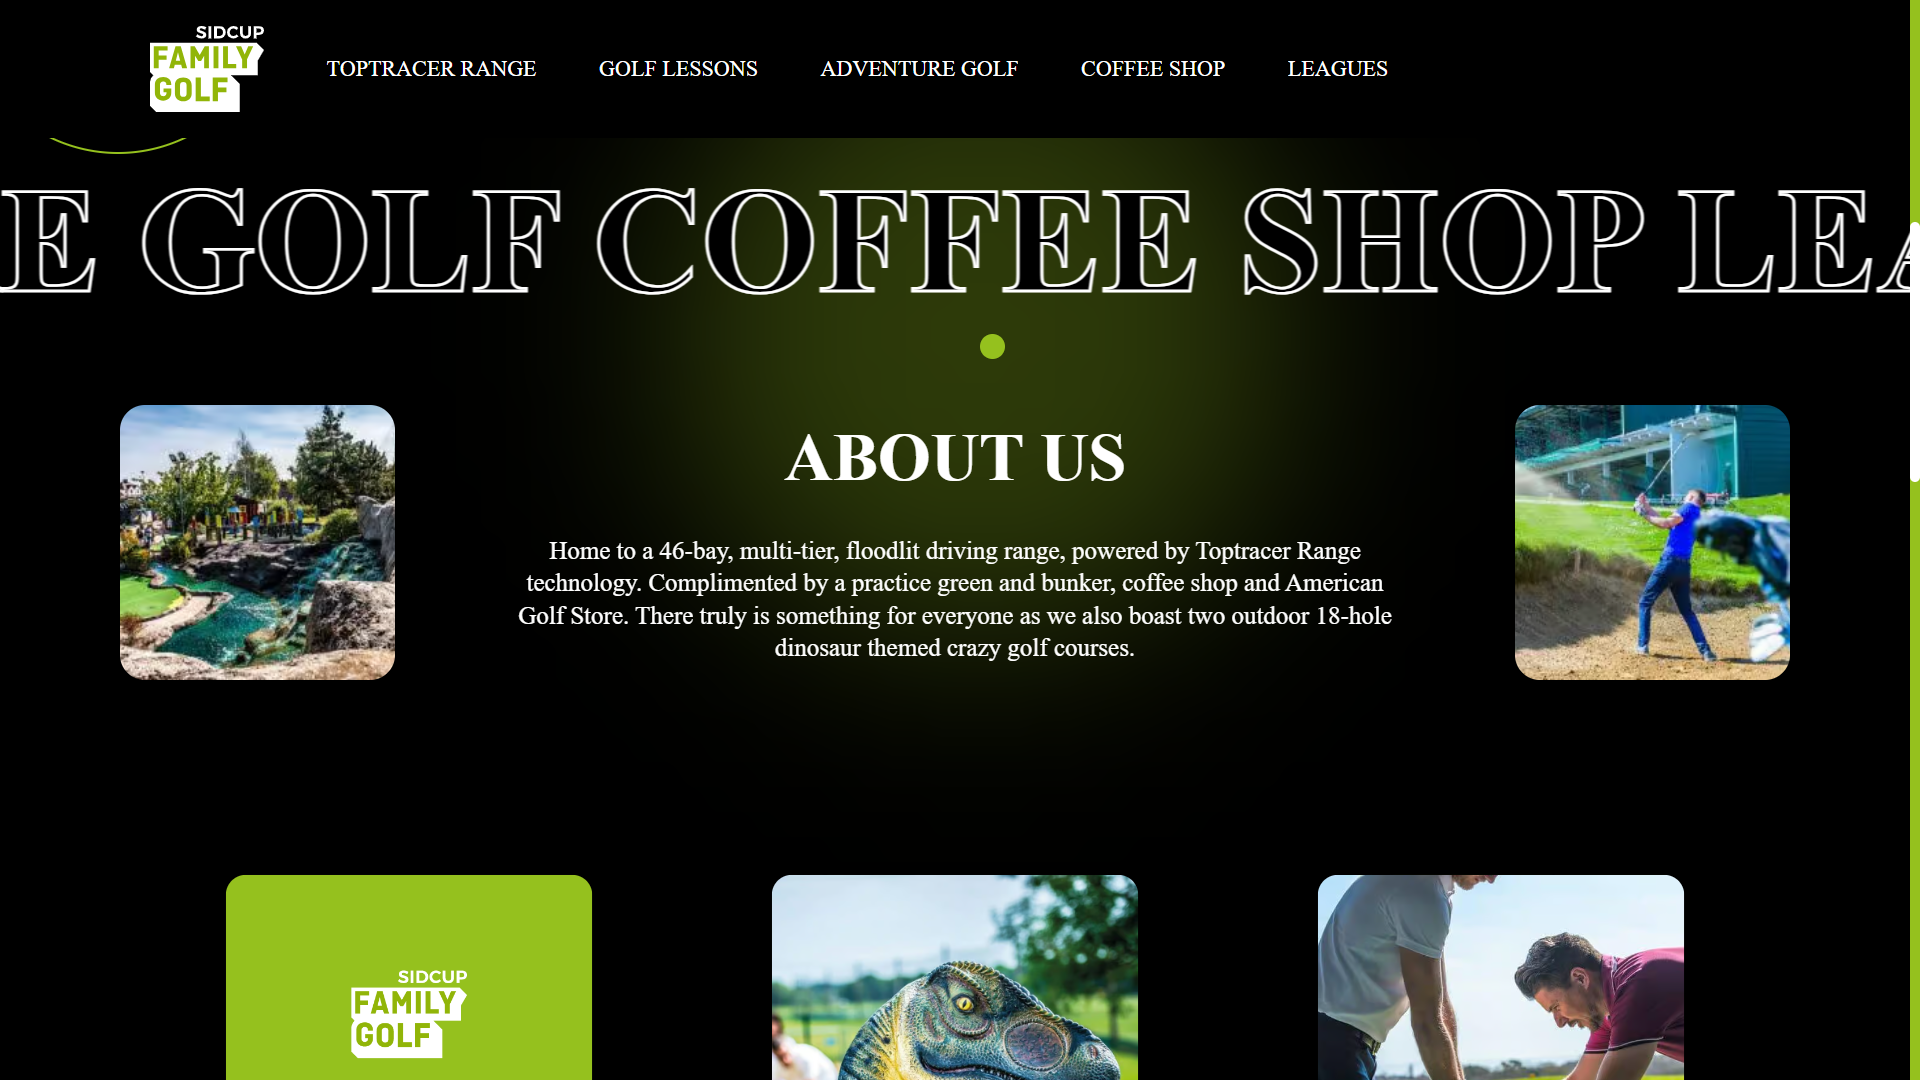 SIDCUP
FAMILY
GOLF
TOPTRACER RANGE
GOLF LESSONS
ADVENTURE GOLF
COFFEE SHOP
LEAGUES
E GOLF COFFEE SHOP LEA
ABOUT US
Home to a 46-bay, multi-tier, floodlit driving range, powered by Toptracer Range
technology. Complimented by a practice green and bunker, coffee shop and American
Golf Store. There truly is something for everyone as we also boast two outdoor 18-hole
dinosaur themed crazy golf courses.
SIDCUP
FAMILY
GOLF